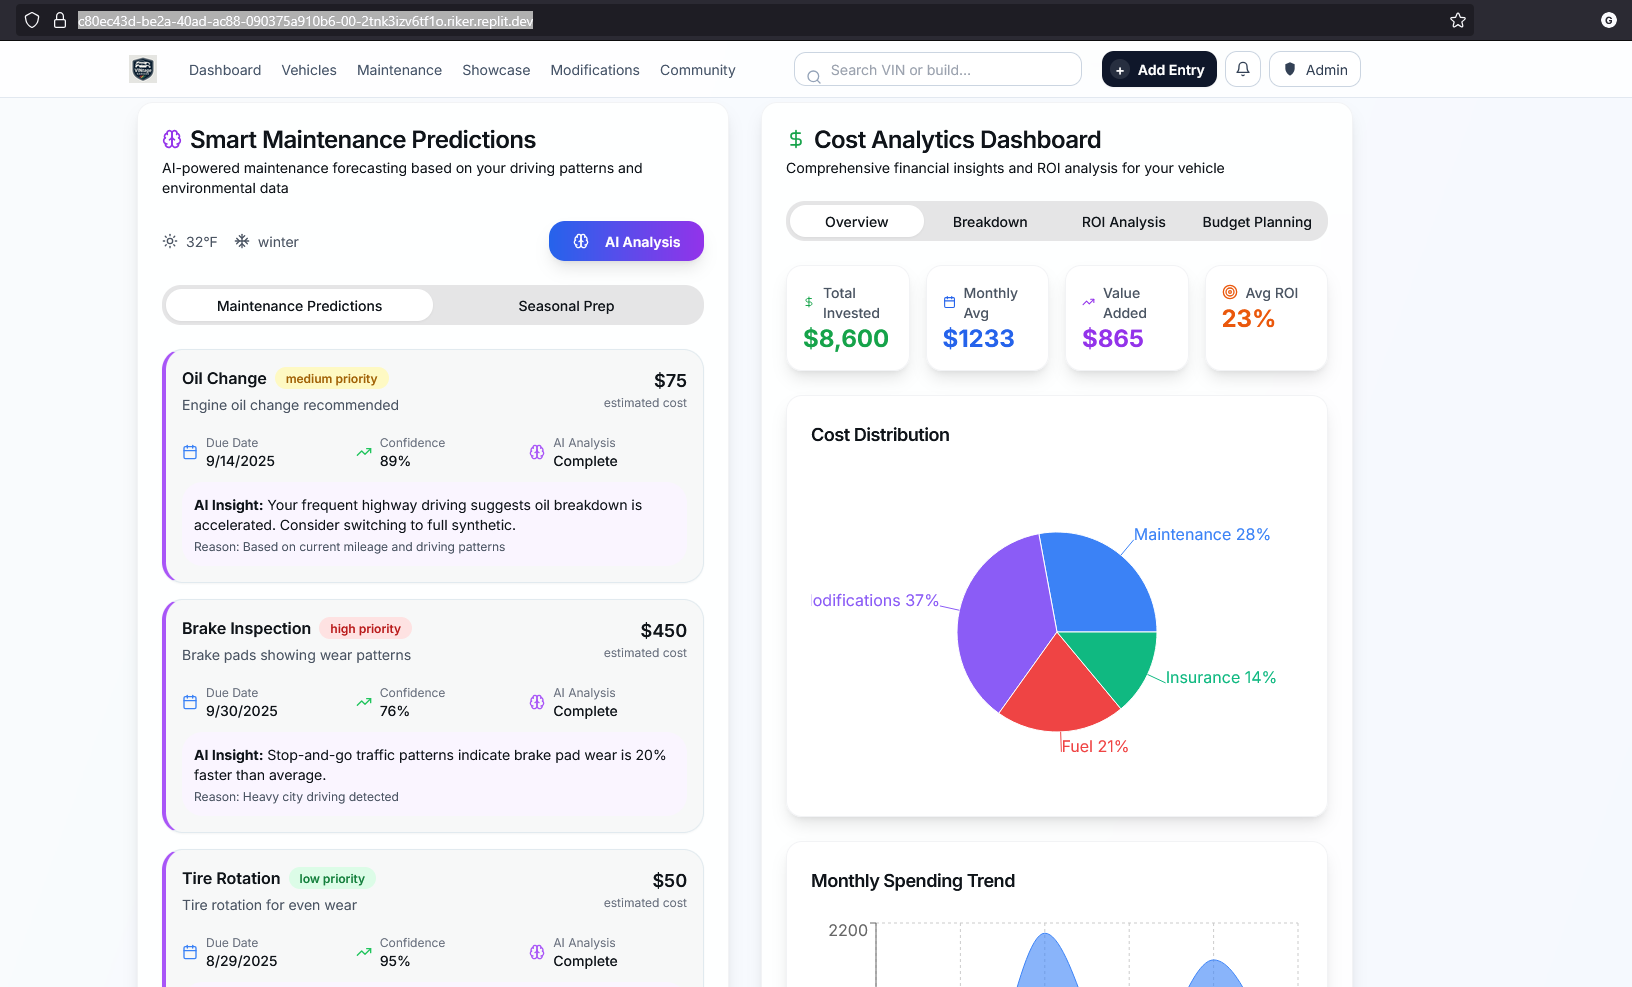 c80ec43d-be2a-40ad-ac88-090375a910b6-00-2tnk3izv6tf1o.riker.replit.dev
G
Dashboard
Vehicles
Maintenance
Showcase
Modifications
Community
Search VIN or build...
+ Add Entry
Admin
Smart Maintenance Predictions
AI-powered maintenance forecasting based on your driving patterns and
environmental data
32°F
winter
AI Analysis
Maintenance Predictions
Seasonal Prep
Oil Change
medium priority
$75
Engine oil change recommended
estimated cost
Due Date
9/14/2025
Confidence
89%
AI Analysis
Complete
AI Insight: Your frequent highway driving suggests oil breakdown is
accelerated. Consider switching to full synthetic.
Reason: Based on current mileage and driving patterns
Brake Inspection
high priority
$450
Brake pads showing wear patterns
estimated cost
Due Date
9/30/2025
Confidence
76%
AI Analysis
Complete
AI Insight: Stop-and-go traffic patterns indicate brake pad wear is 20%
faster than average.
Reason: Heavy city driving detected
Tire Rotation
low priority
$50
Tire rotation for even wear
estimated cost
Due Date
8/29/2025
Confidence
95%
AI Analysis
Complete
$ Cost Analytics Dashboard
Comprehensive financial insights and ROI analysis for your vehicle
Overview
Breakdown
ROI Analysis
Budget Planning
$ Total
Invested
$8,600
Monthly
Avg
$1233
Value
Added
$865
Avg ROI
23%
Cost Distribution
Maintenance 28%
odifications 37%
Insurance 14%
Fuel 21%
Monthly Spending Trend
2200